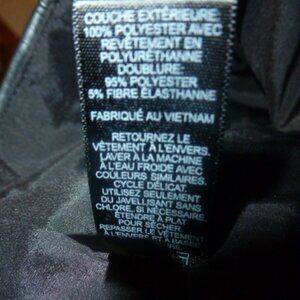 COUCHE EXTÉRIEURE:
100% POLYESTER AVEC
REVÊTEMENT EN
POLYURÉTHANNE
DOUBLURE:
95% POLYESTER
5% FIBRE ÉLASTHANNE
FABRIQUÉ AU VIETNAM
RETOURNEZ LE
VÊTEMENT À L'ENVERS.
LAVER À LA MACHINE
À L'EAU FROIDE AVEC
COULEURS SIMILAIRES.
CYCLE DÉLICAT.
UTILIZEZ SEULEMENT
DU JAVELLISANT SANS
CHLORE, SI NÉCESSAIRE.
ÉTENDRE À PLAT
POUR SÉCHER.
REPASSER LE VÊTEMENT
À L'ENVERS ET À BASSE